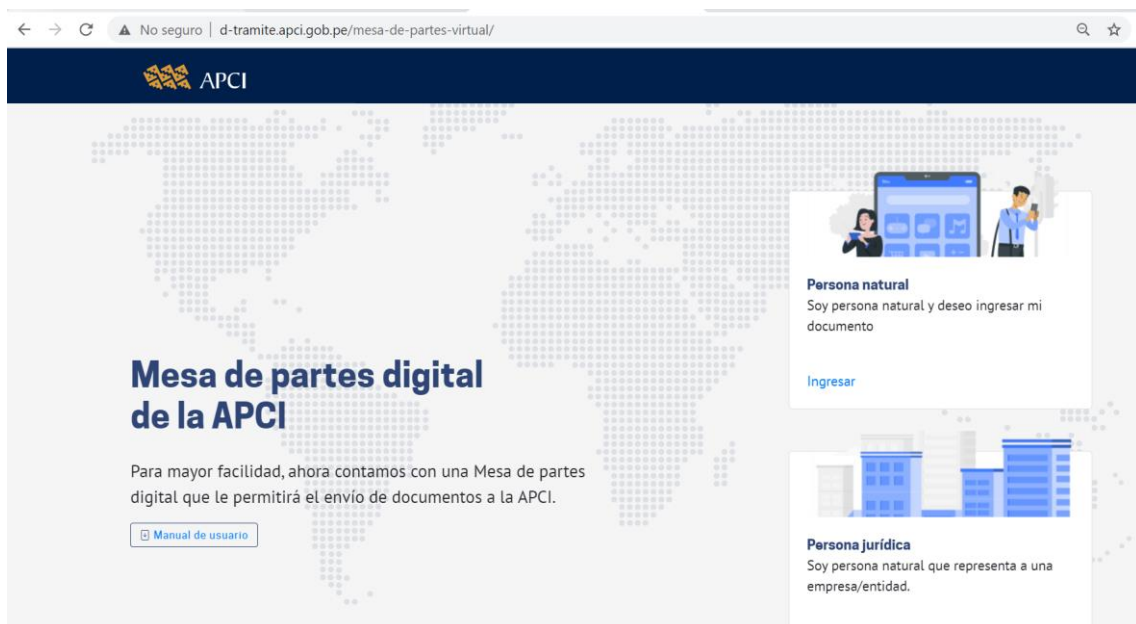 No seguro | d-tramite.apci.gob.pe/mesa-de-partes-virtual/
APCI
Mesa de partes digital
de la APCI
Para mayor facilidad, ahora contamos con una Mesa de partes
digital que le permitirá el envío de documentos a la APCI.
Manual de usuario
Persona natural
Soy persona natural y deseo ingresar mi
documento
Ingresar
Persona jurídica
Soy persona natural que representa a una
empresa/entidad.